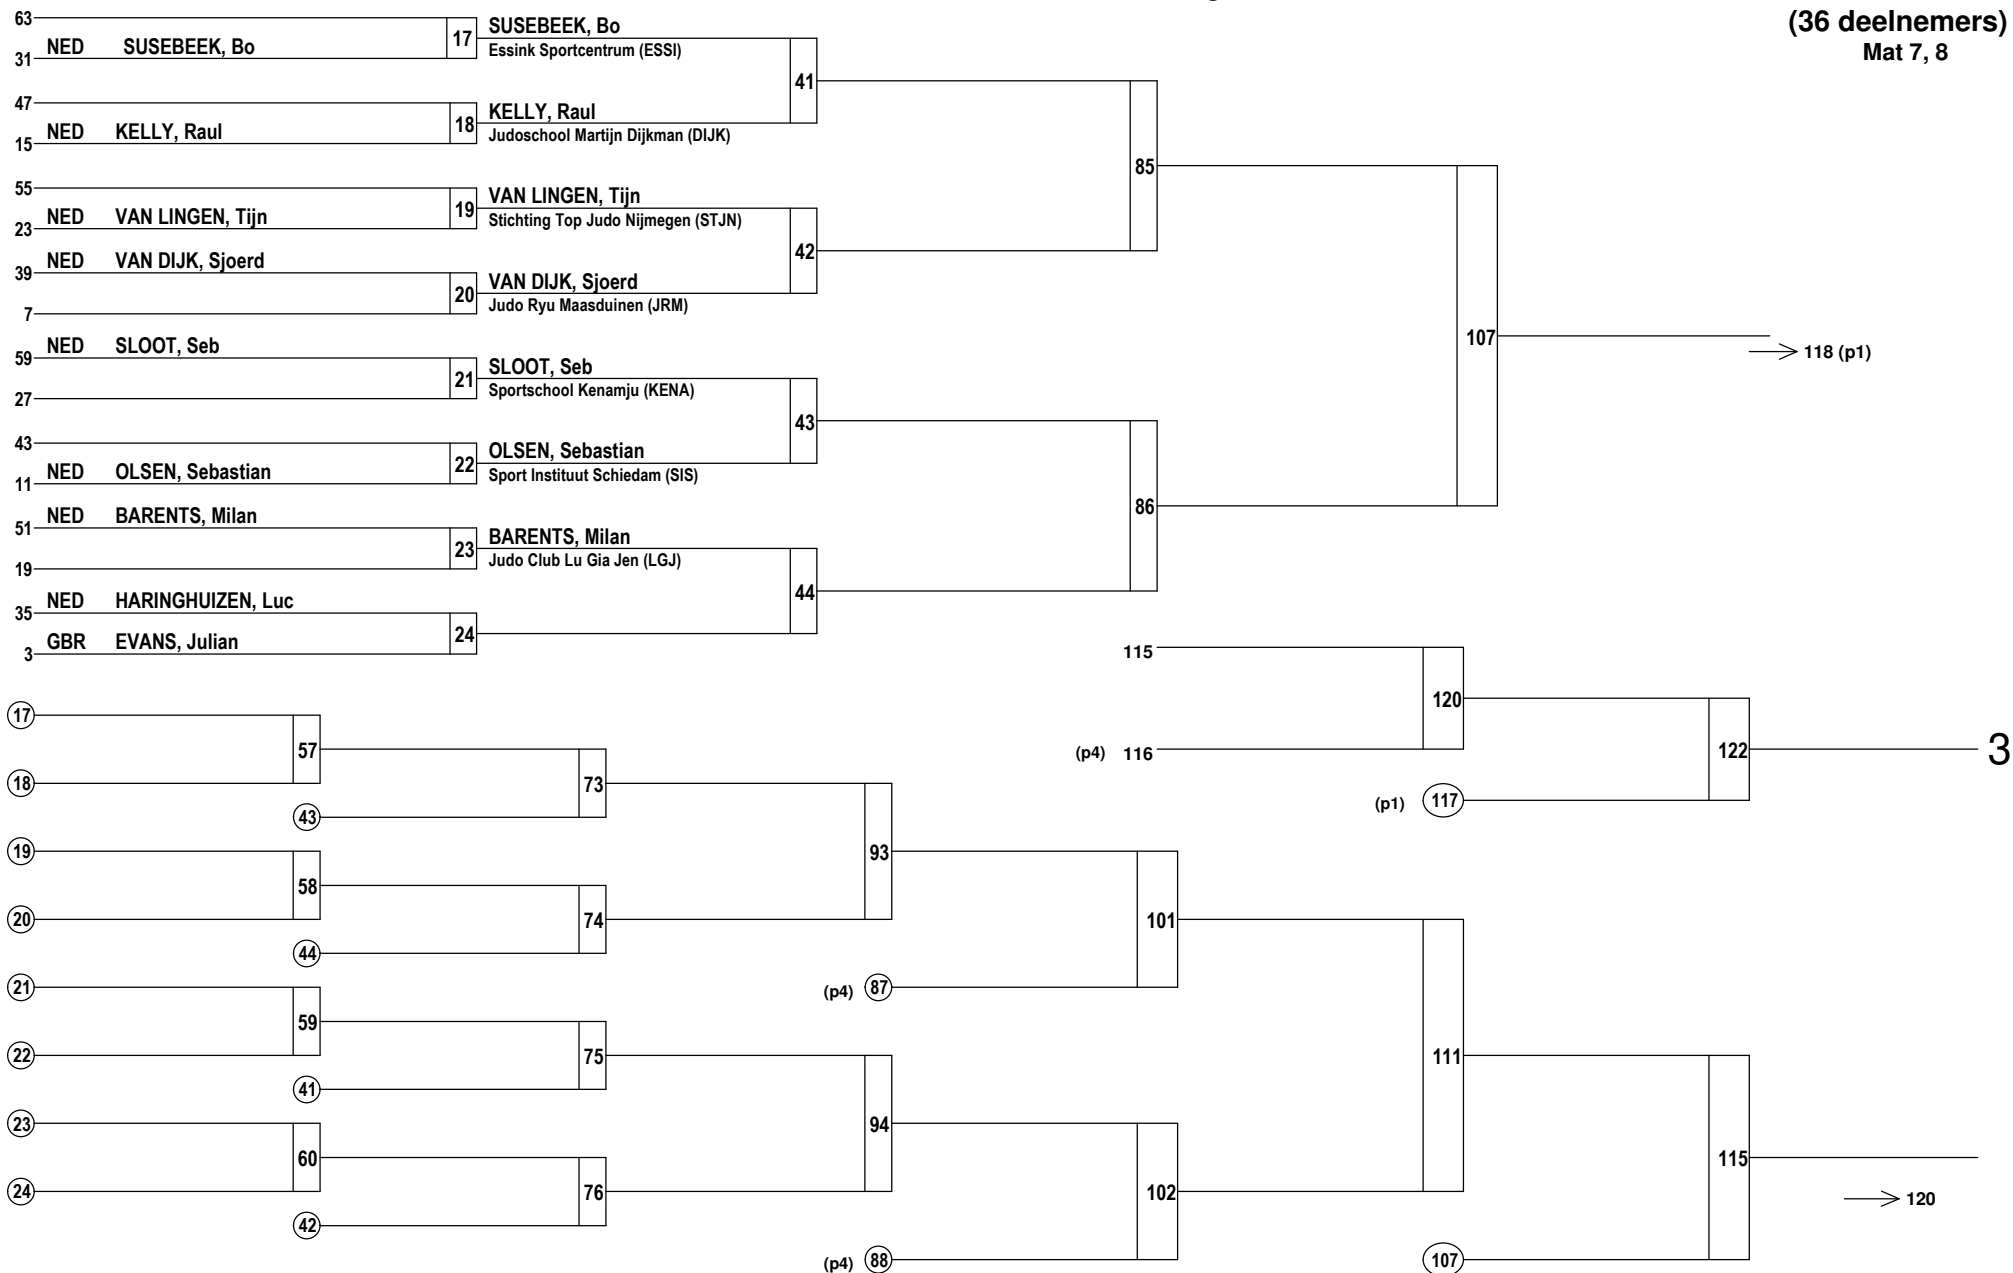 (36 deelnemers)
Mat 7, 8
63
NED SUSEBEEK, Bo
31
17
SUSEBEEK, Bo
Essink Sportcentrum (ESSI)
47
NED KELLY, Raul
15
18
KELLY, Raul
Judoschool Martijn Dijkman (DIJK)
41
55
NED VAN LINGEN, Tijn
23
19
VAN LINGEN, Tijn
Stichting Top Judo Nijmegen (STJN)
NED VAN DIJK, Sjoerd
39
7
20
VAN DIJK, Sjoerd
Judo Ryu Maasduinen (JRM)
42
85
NED SLOOT, Seb
59
27
21
SLOOT, Seb
Sportschool Kenamju (KENA)
43
NED OLSEN, Sebastian
11
22
OLSEN, Sebastian
Sport Instituut Schiedam (SIS)
43
NED BARENTS, Milan
51
19
23
BARENTS, Milan
Judo Club Lu Gia Jen (LGJ)
NED HARINGHUIZEN, Luc
35
GBR EVANS, Julian
3
24
44
86
107
118 (p1)
115
(p4) 116
120
(p1) 117
122
3
17
18
57
43
73
19
20
58
44
74
93
(p4) 87
101
21
22
59
41
75
23
24
60
42
76
94
(p4) 88
102
111
107
115
120